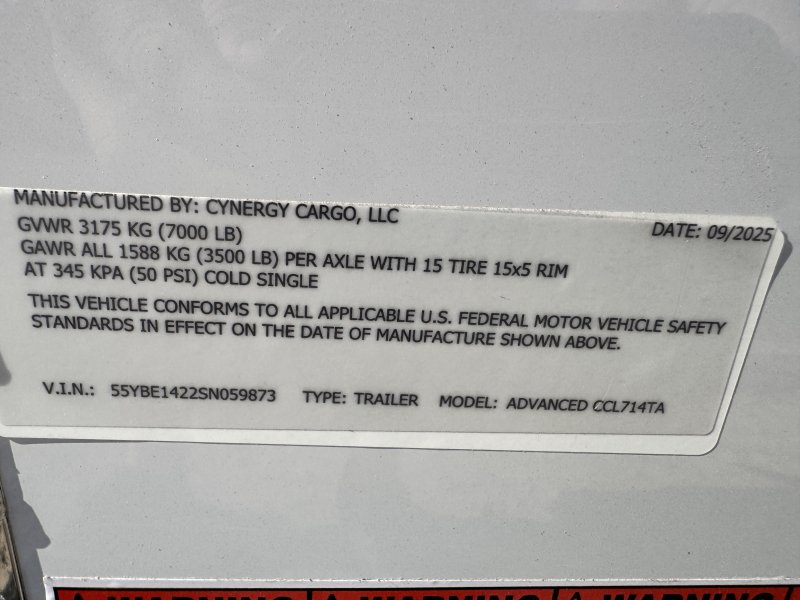 MANUFACTURED BY: CYNERGY CARGO, LLC
DATE: 09/2025
GVWR 3175 KG (7000 LB)
GAWR ALL 1588 KG (3500 LB) PER AXLE WITH 15 TIRE 15x5 RIM
AT 345 KPA (50 PSI) COLD SINGLE
THIS VEHICLE CONFORMS TO ALL APPLICABLE U.S. FEDERAL MOTOR VEHICLE SAFETY
STANDARDS IN EFFECT ON THE DATE OF MANUFACTURE SHOWN ABOVE.
V.I.N.: 55YBE1422SN059873 TYPE: TRAILER MODEL: ADVANCED CCL714TA
WARNING WARNING WARNING